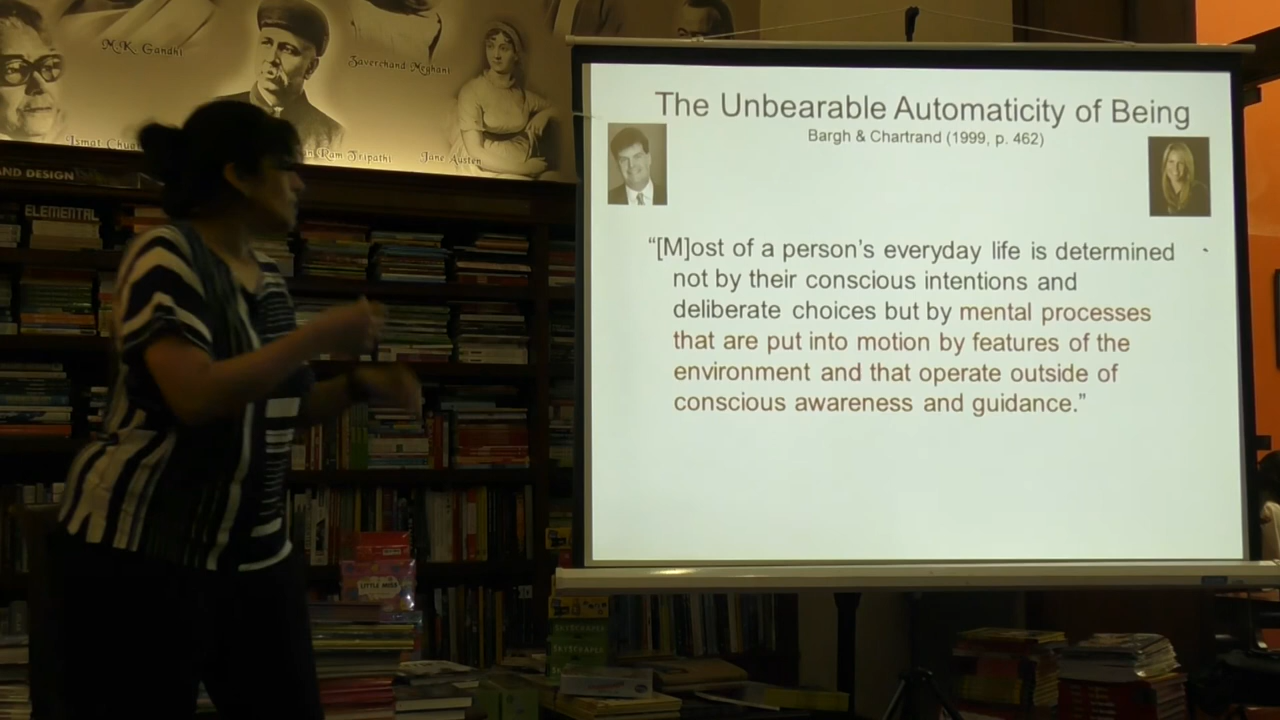 M.K. Gandhi
Zaverchand Meghani
Ismat Chug
an Ram Tripathi
Jane Austen
AND DESIGN
ELEMENTAL
LITTLE MISS
The Unbearable Automaticity of Being
Bargh & Chartrand (1999, p. 462)
“[M]ost of a person’s everyday life is determined
not by their conscious intentions and
deliberate choices but by mental processes
that are put into motion by features of the
environment and that operate outside of
conscious awareness and guidance.”